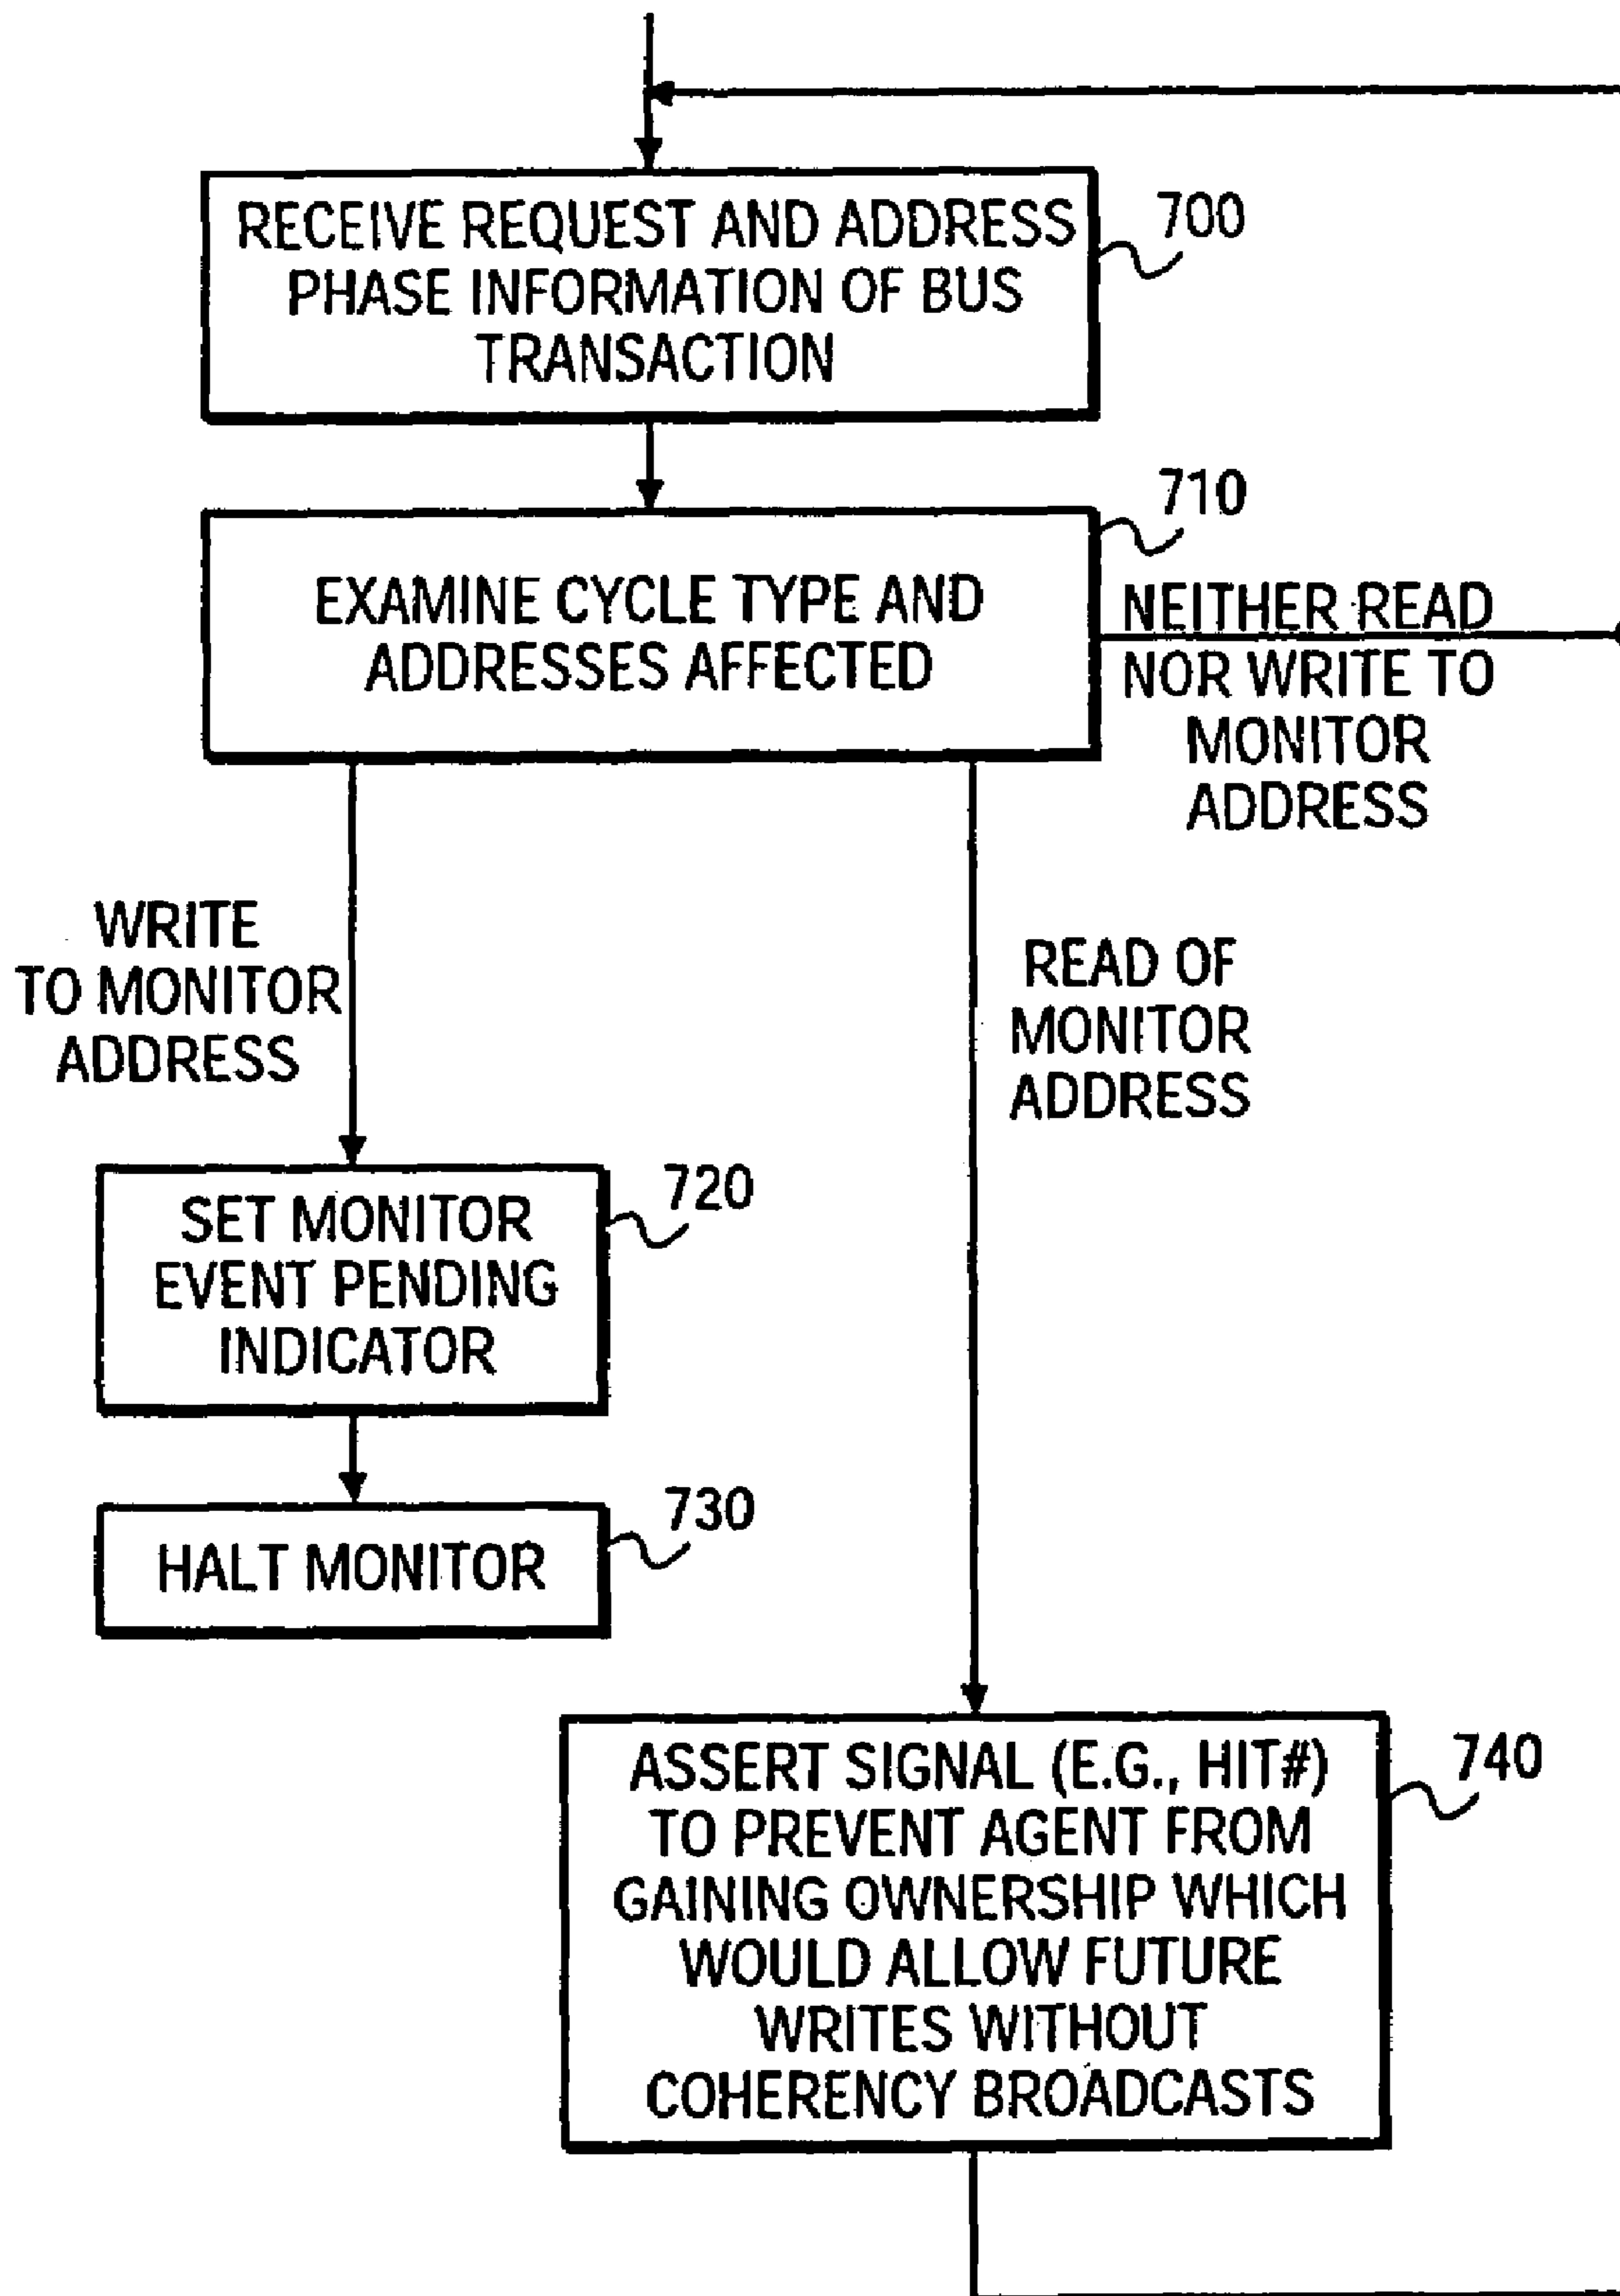 RECEIVE REQUEST AND ADDRESS
PHASE INFORMATION OF BUS
TRANSACTION
700
710
EXAMINE CYCLE TYPE AND
ADDRESSES AFFECTED
NEITHER READ
NOR WRITE TO
MONITOR
ADDRESS
WRITE
TO MONITOR
ADDRESS
READ OF
MONITOR
ADDRESS
720
SET MONITOR
EVENT PENDING
INDICATOR
730
HALT MONITOR
740
ASSERT SIGNAL (E.G., HIT#)
TO PREVENT AGENT FROM
GAINING OWNERSHIP WHICH
WOULD ALLOW FUTURE
WRITES WITHOUT
COHERENCY BROADCASTS